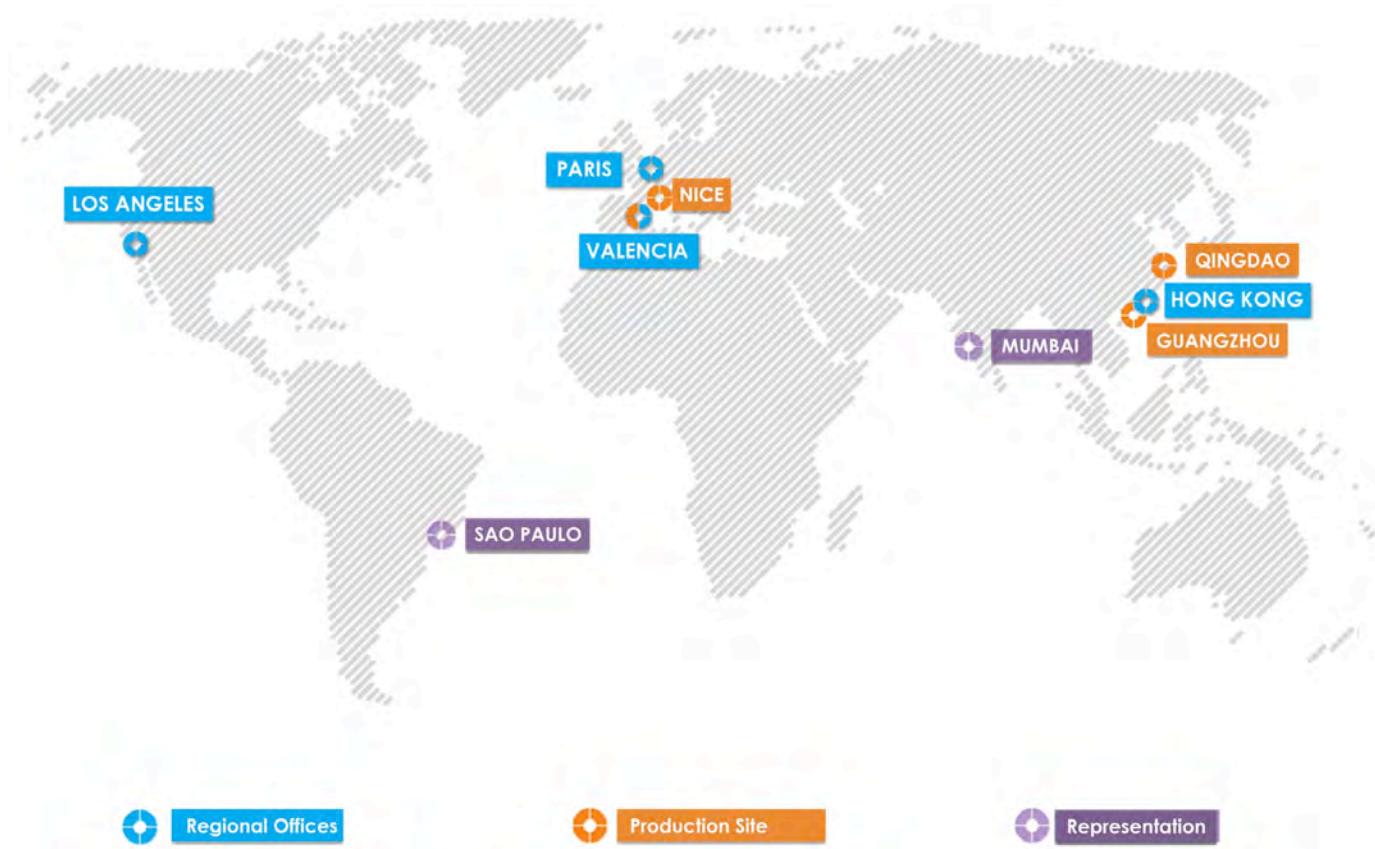 PARIS
NICE
LOS ANGELES
VALENCIA
QINGDAO
HONG KONG
GUANGZHOU
MUMBAI
SAO PAULO
Regional Offices
Production Site
Representation